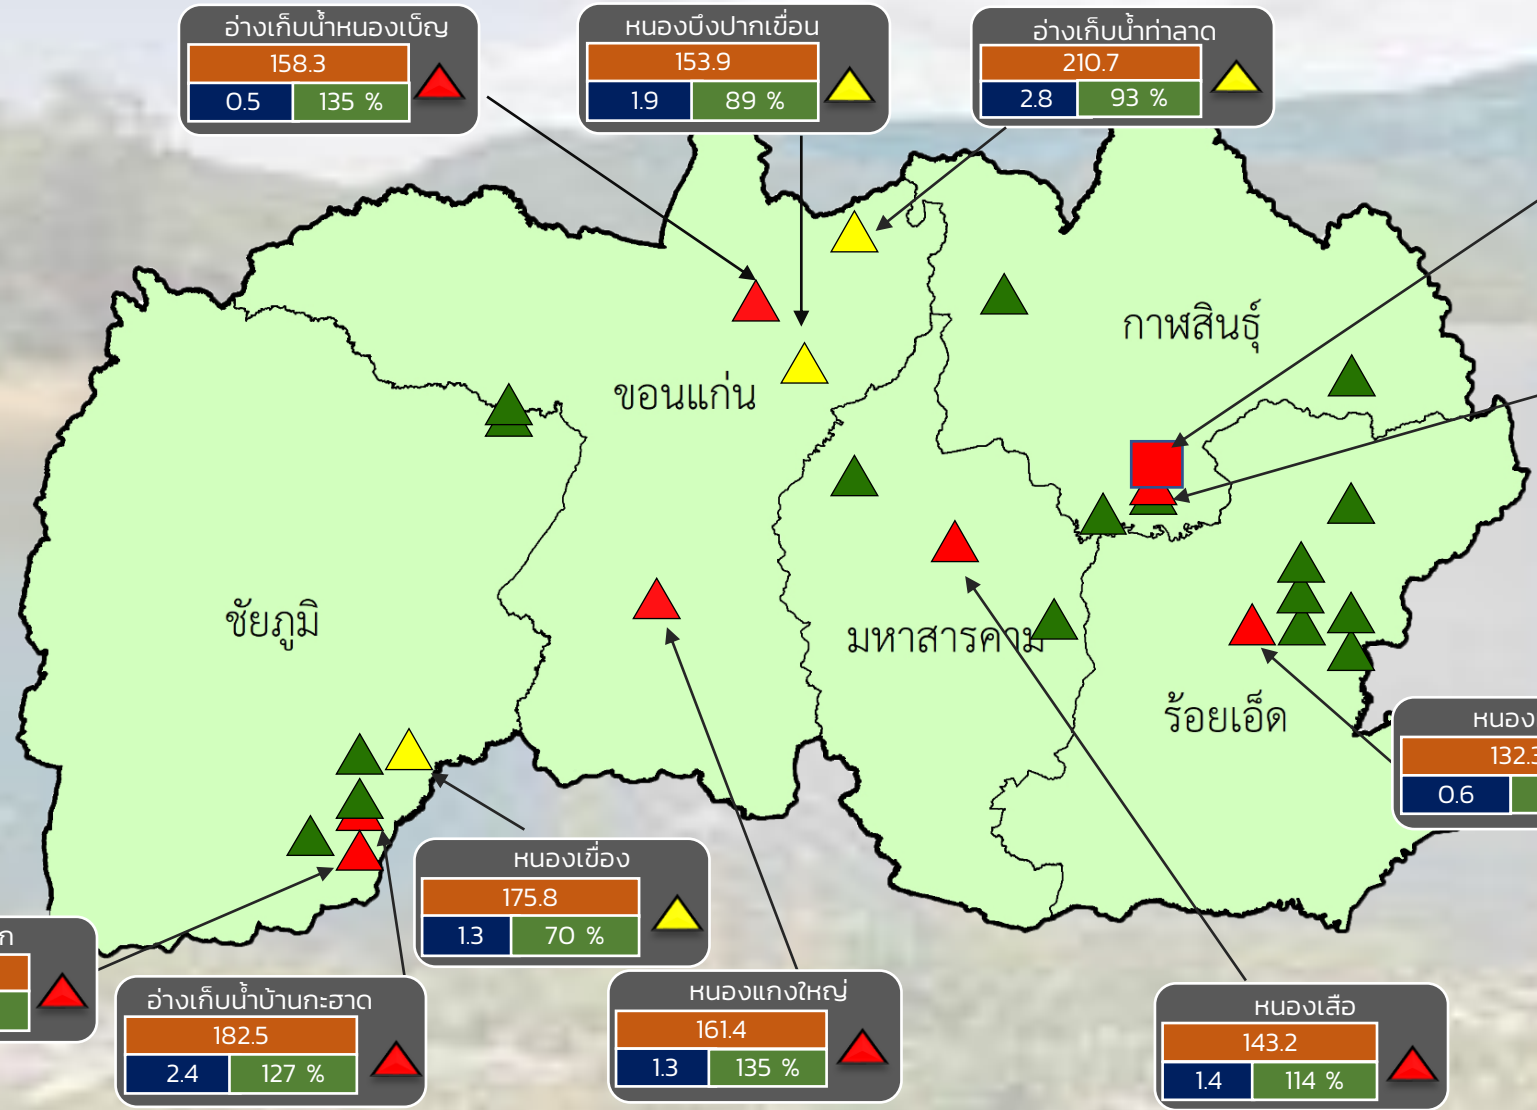 อ่างเก็บน้ำหนองเบ็ญ
158.3
0.5 135 %
หนองบึงปากเขื่อน
153.9
1.9 89 %
อ่างเก็บน้ำท่าลาด
210.7
2.8 93 %
กาฬสินธุ์
ขอนแก่น
ชัยภูมิ
มหาสารคาม
ร้อยเอ็ด
หนอง
132.3
0.6
หนองเขื่อง
175.8
1.3 70 %
ก
อ่างเก็บน้ำบ้านกะฮาด
182.5
2.4 127 %
หนองแกงใหญ่
161.4
1.3 135 %
หนองเสือ
143.2
1.4 114 %